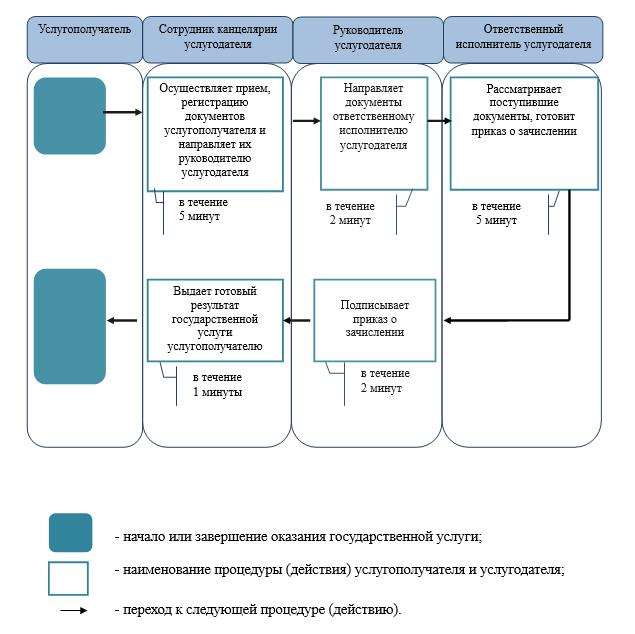 Услугополучатель
Сотрудник канцелярии
услугодателя
Руководитель
услугодателя
Ответственный
исполнитель услугодателя
Осуществляет прием,
регистрацию
документов
услугополучателя и
направляет их
руководителю
услугодателя
в течение
5 минут
Направляет
документы
ответственному
исполнителю
услугодателя
в течение
2 минут
Рассматривает
поступившие
документы, готовит
приказ о зачислении
в течение
5 минут
Выдает готовый
результат
государственной
услуги
услугополучателю
в течение
1 минуты
Подписывает
приказ о
зачислении
в течение
2 минут
- начало или завершение оказания государственной услуги;
- наименование процедуры (действия) услугополучателя и услугодателя;
- переход к следующей процедуре (действию).